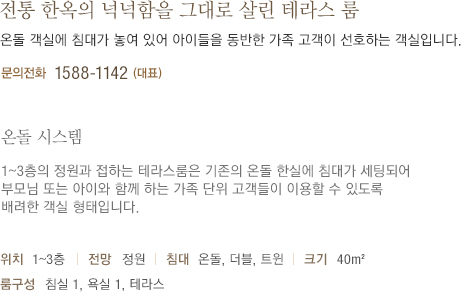 전통 한옥의 넉넉함을 그대로 살린 테라스 룸
온돌 객실에 침대가 놓여 있어 아이들을 동반한 가족 고객이 선호하는 객실입니다.
문의전화 1588-1142 (대표)
온돌 시스템
1~3층의 정원과 접하는 테라스룸은 기존의 온돌 한실에 침대가 세팅되어
부모님 또는 아이와 함께 하는 가족 단위 고객들이 이용할 수 있도록
배려한 객실 형태입니다.
위치 1~3층 | 전망 정원 | 침대 온돌, 더블, 트윈 | 크기 40m²
룸구성 침실 1, 욕실 1, 테라스